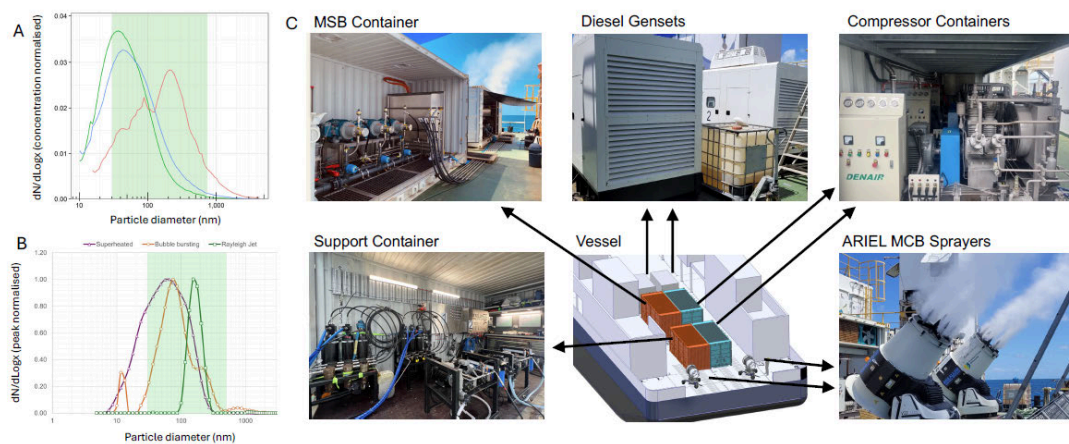 A
dN/dLogx (concentration normalised)
0.04
0.03
0.02
0.01
0.00
10
100
1,000
Particle diameter (nm)
B
Superheated
Bubble bursting
Rayleigh Jet
dN/dLogx (peak normalised)
1.20
1.00
0.80
0.60
0.40
0.20
0.00
1
10
100
1000
Particle diameter (nm)
C
MSB Container
Diesel Gensets
2
Compressor Containers
DENAIR
Support Container
Vessel
ARIEL MCB Sprayers